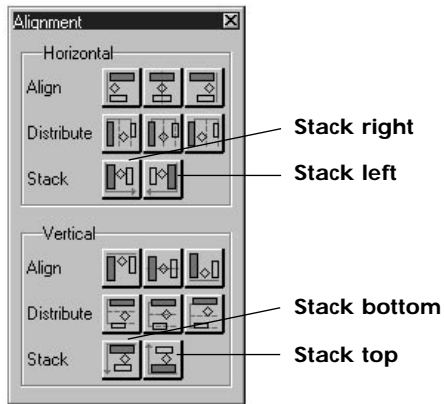 Alignment
Horizontal
Align
Distribute
Stack right
Stack
Stack left
Vertical
Align
Distribute
Stack bottom
Stack
Stack top